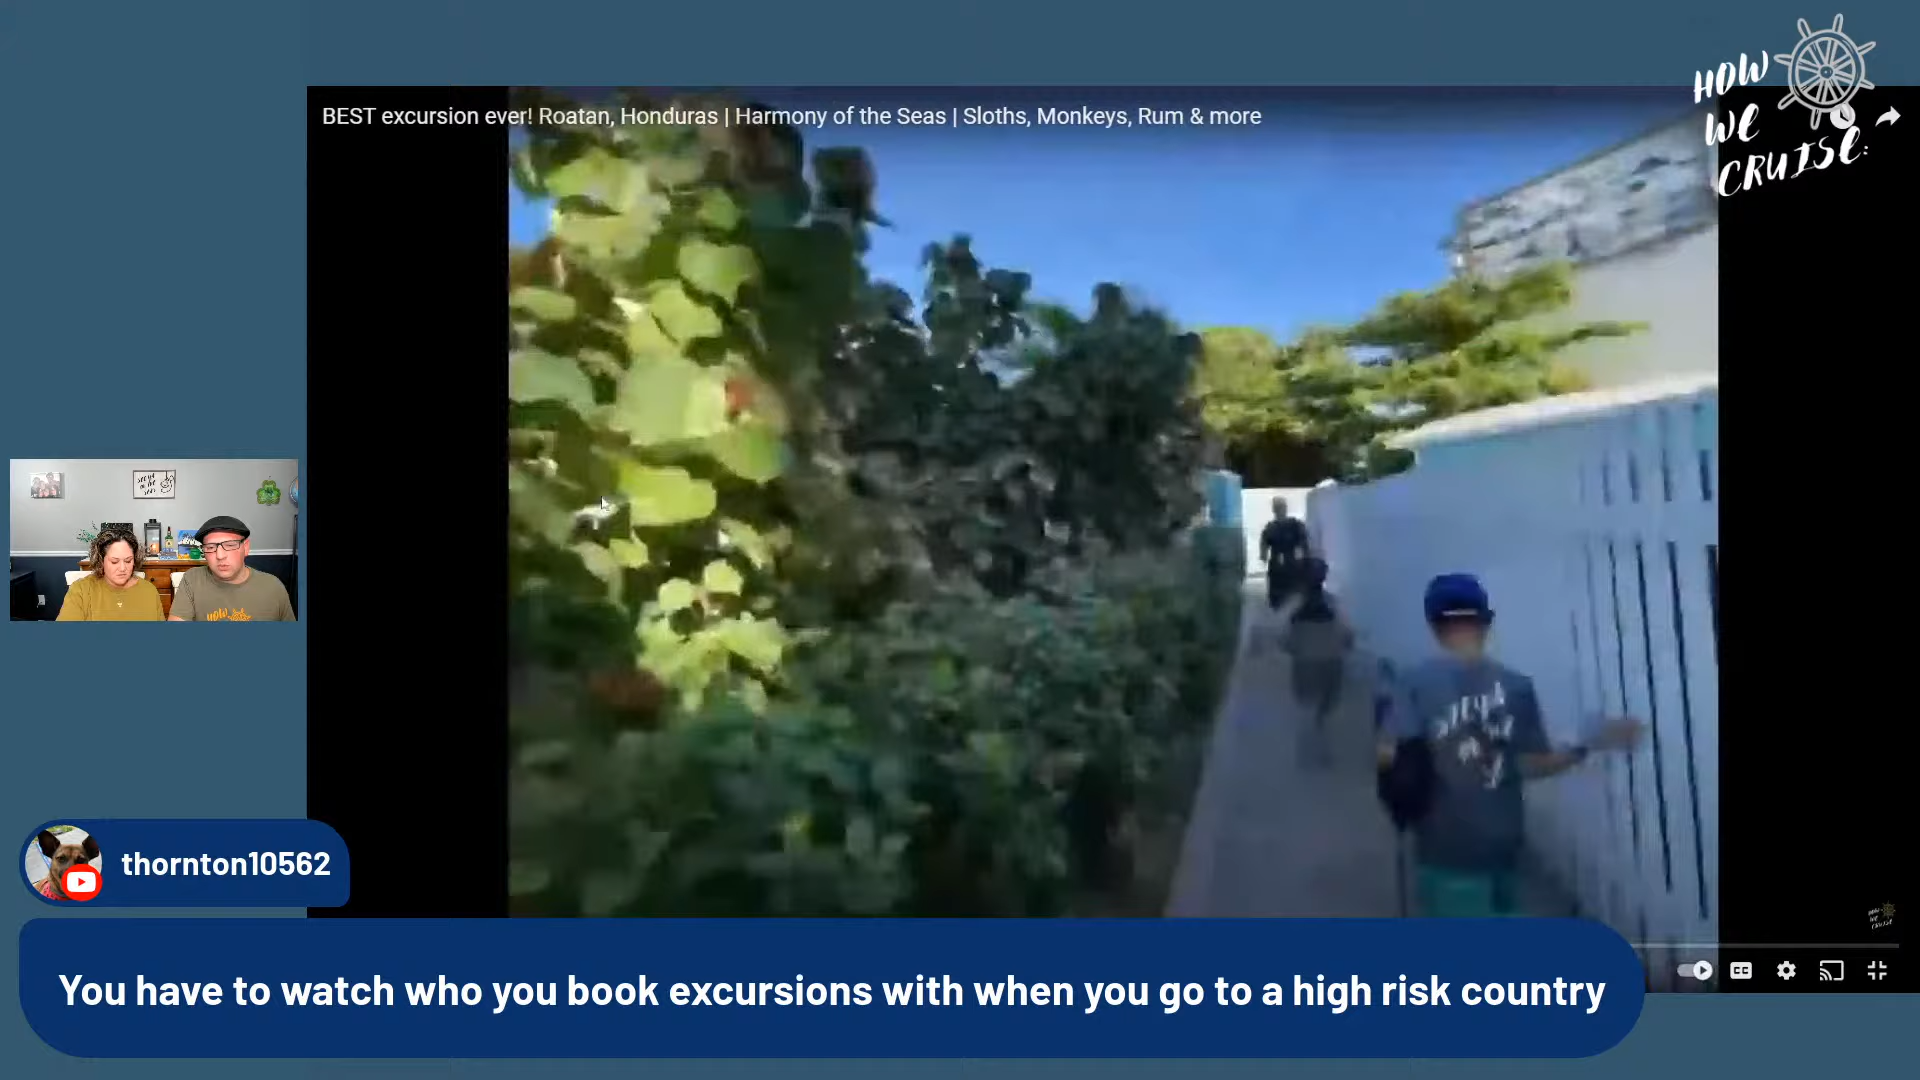 BEST excursion ever! Roatan, Honduras | Harmony of the Seas | Sloths, Monkeys, Rum & more
HOW
WE
CRUISE.
thornton10562
You have to watch who you book excursions with when you go to a high risk country
CC